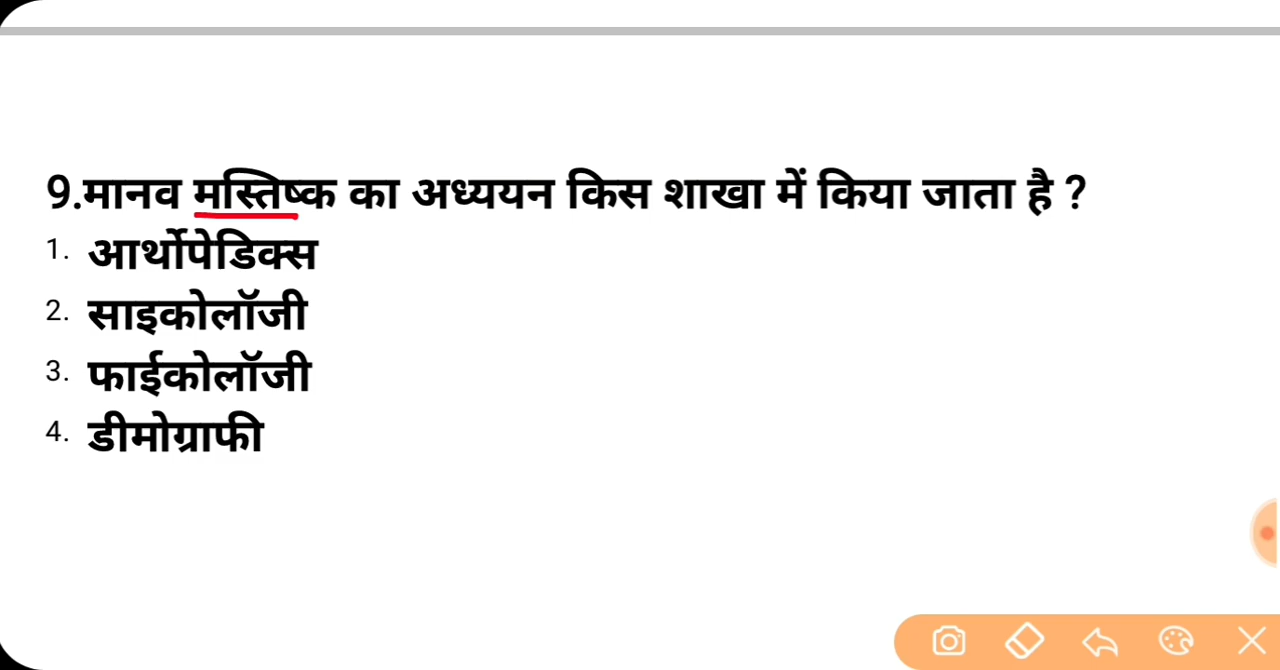 9.मानव मस्तिष्क का अध्ययन किस शाखा में किया जाता है ?
1. आर्थोपेडिक्स
2. साइकोलॉजी
3. फाईकोलॉजी
4. डीमोग्राफी